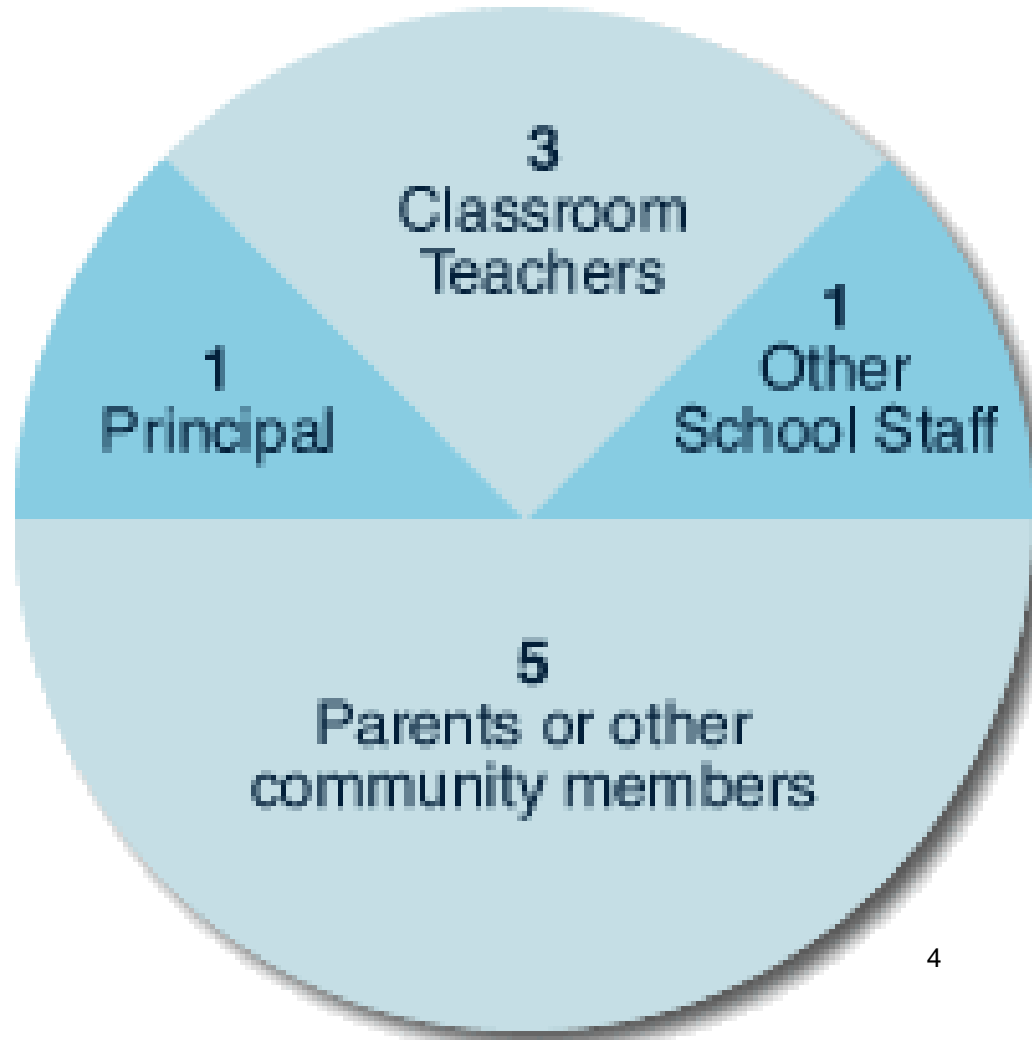 3
Classroom
Teachers
1
Principal
1
Other
School Staff
5
Parents or other
community members
4